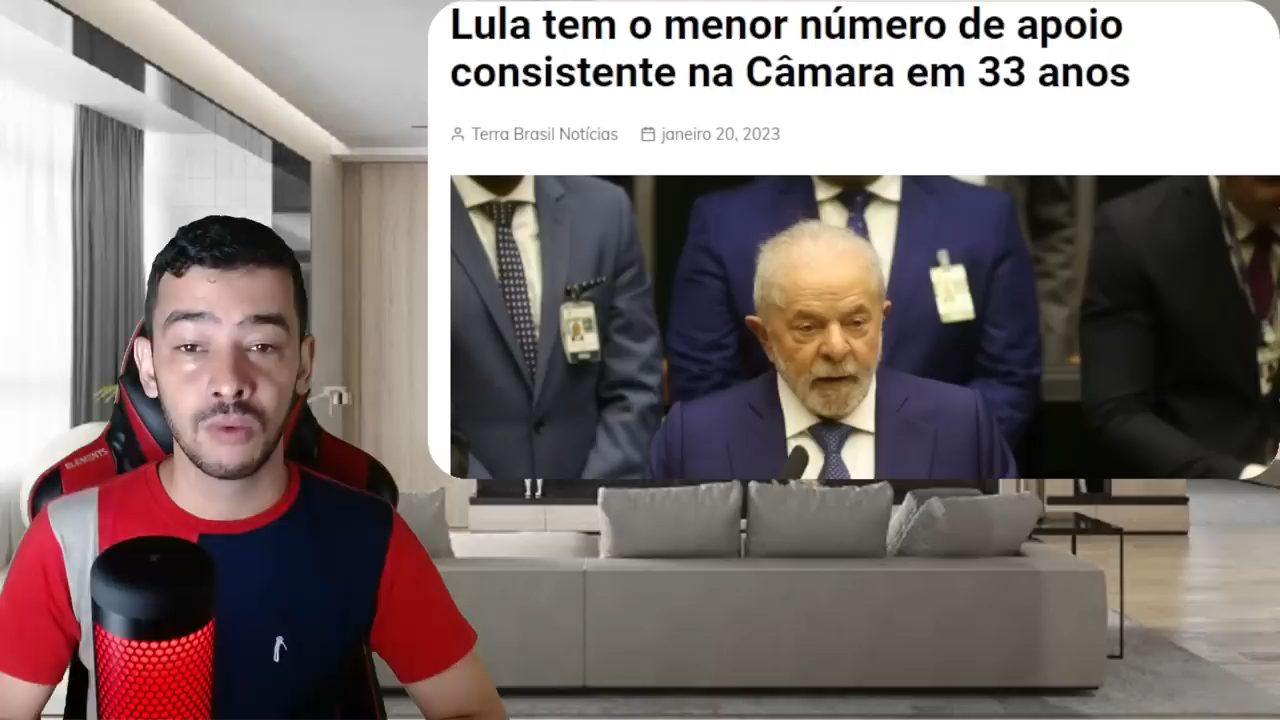 Lula tem o menor número de apoio
consistente na Câmara em 33 anos
Terra Brasil Notícias janeiro 20, 2023
ELEMENTS